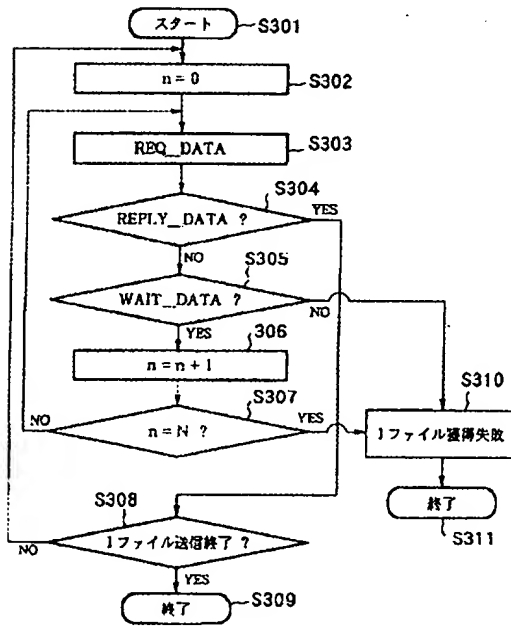 スタート
S301
n = 0
S302
REQ_DATA
S303
S304
REPLY_DATA ?
YES
NO
S305
WAIT_DATA ?
NO
YES
306
n = n + 1
S307
S310
NO
n = N ?
YES
1ファイル獲得失敗
終了
S311
S308
1ファイル送信終了 ?
NO
YES
終了
S309